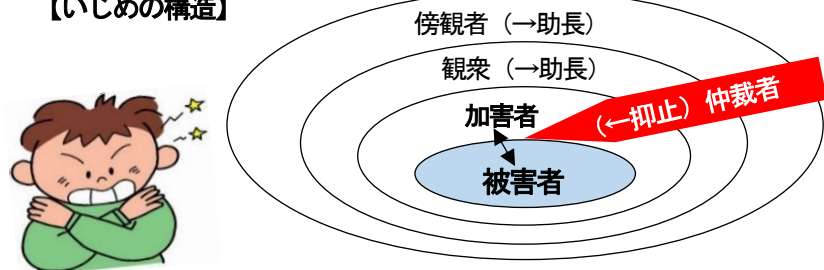 【いじめの構造】
傍観者（→助長）
観衆（→助長）
加害者
（←抑止）仲裁者
被害者